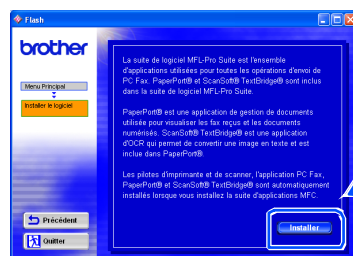 Flash
brother
Menu Principal
Installer le logiciel
La suite de logiciel MFL-Pro Suite est l'ensemble
d'applications utilisées pour toutes les opérations d'envoi de
PC Fax. PaperPort® et ScanSoft® TextBridge® sont inclus
dans la suite de logiciel MFL-Pro Suite.
PaperPort® est une application de gestion de documents
utilisée pour visualiser les fax reçus et les documents
numérisés. ScanSoft® TextBridge® est une application
d'OCR qui permet de convertir une image en texte et est
inclue dans PaperPort®.
Les pilotes d'imprimante et de scanner, l'application PC Fax,
PaperPort® et ScanSoft® TextBridge® sont automatiquement
installés lorsque vous installez la suite d'applications MFC.
Précédent
Quitter
Installer